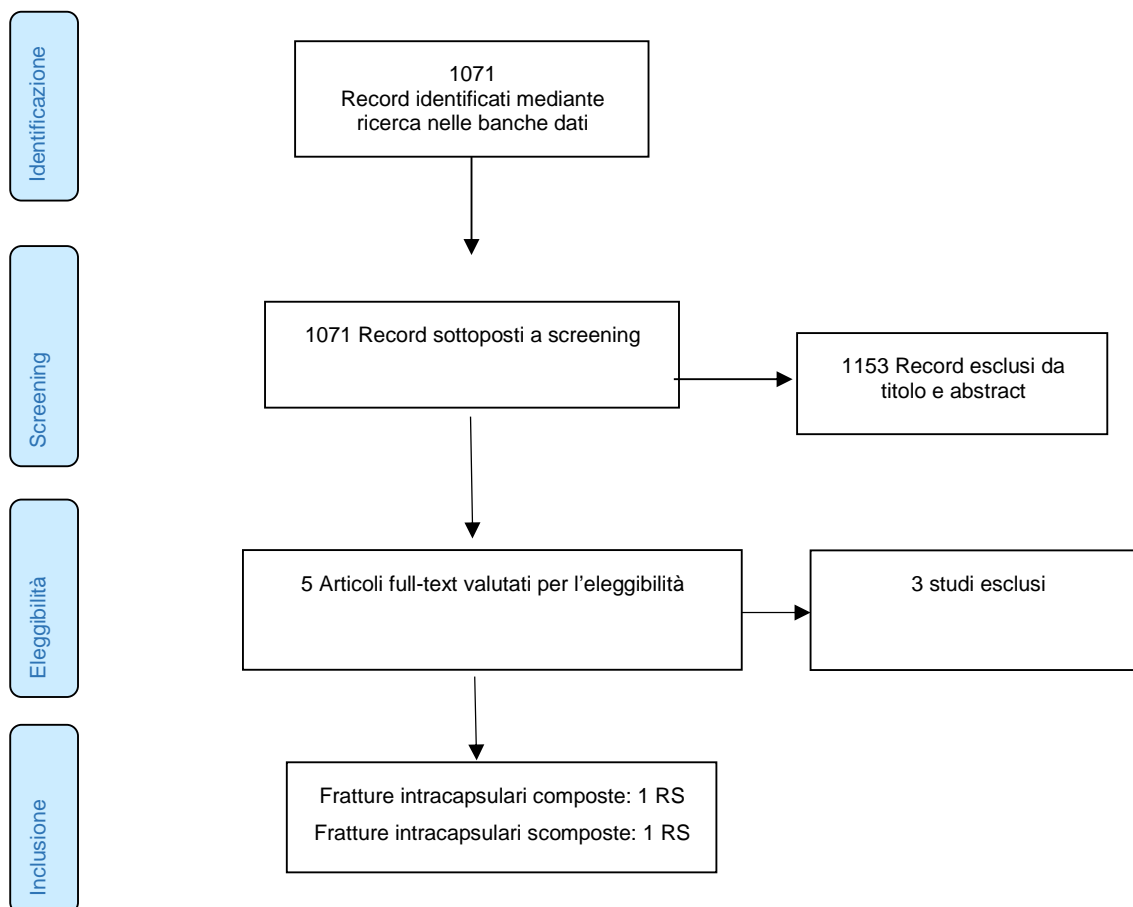 Identificazione
1071
Record identificati mediante
ricerca nelle banche dati
Screening
1071 Record sottoposti a screening
1153 Record esclusi da
titolo e abstract
Eleggibilità
5 Articoli full-text valutati per l’eleggibilità
3 studi esclusi
Inclusione
Fratture intracapsulari composte: 1 RS
Fratture intracapsulari scomposte: 1 RS